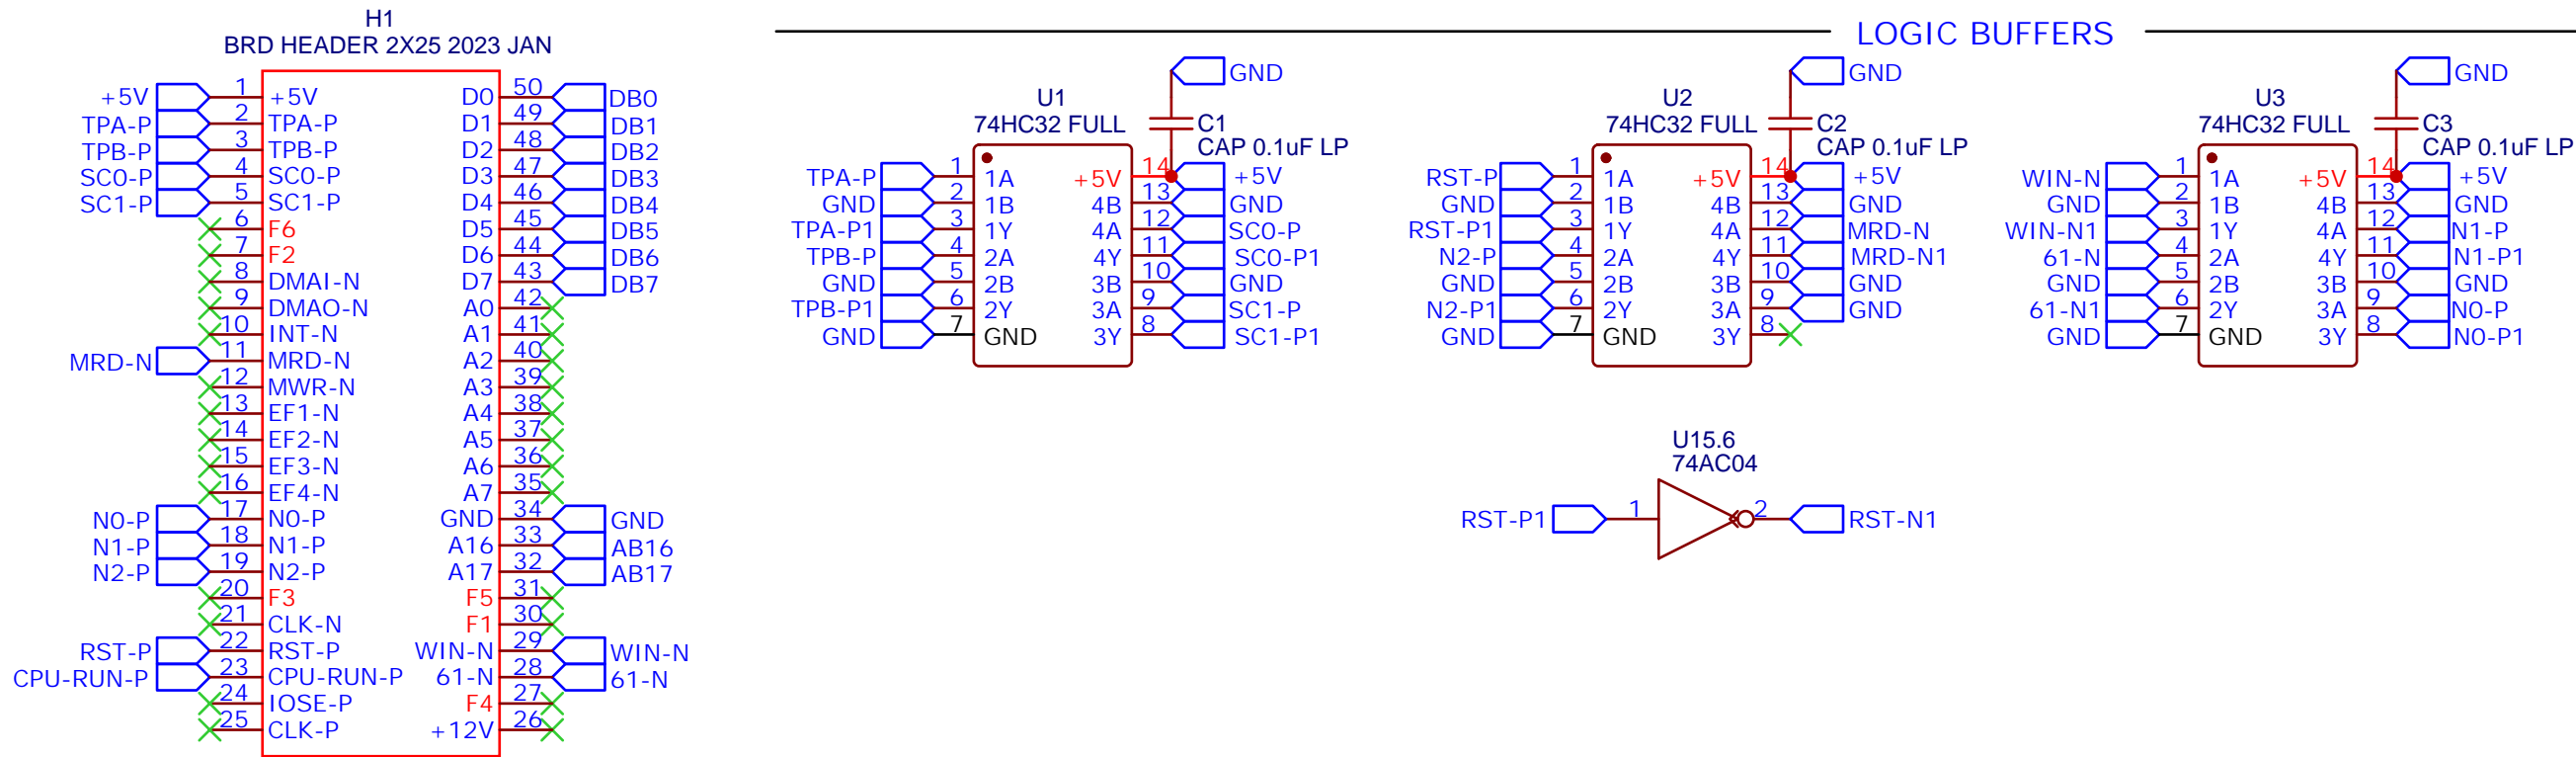 H1
BRD HEADER 2X25 2023 JAN
+5V 1 +5V D0 50 DB0
TPA-P 2 TPA-P D1 49 DB1
TPB-P 3 TPB-P D2 48 DB2
SC0-P 4 SC0-P D3 47 DB3
SC1-P 5 SC1-P D4 46 DB4
6 F6 D5 45 DB5
7 F2 D6 44 DB6
8 DMAI-N D7 43 DB7
9 DMAO-N A0 42
10 INT-N A1 41
MRD-N 11 MRD-N A2 40
12 MWR-N A3 39
13 EF1-N A4 38
14 EF2-N A5 37
15 EF3-N A6 36
16 EF4-N A7 35
N0-P 17 N0-P GND 34 GND
N1-P 18 N1-P A16 33 AB16
N2-P 19 N2-P A17 32 AB17
20 F3 F5 31
21 CLK-N F1 30
RST-P 22 RST-P WIN-N 29 WIN-N
CPU-RUN-P 23 CPU-RUN-P 61-N 28 61-N
24 IOSE-P F4 27
25 CLK-P +12V 26
LOGIC BUFFERS
GND
U1
74HC32 FULL
C1
CAP 0.1uF LP
TPA-P 1 1A +5V 14 +5V
GND 2 1B 4B 13 GND
TPA-P1 3 1Y 4A 12 SC0-P
TPB-P 4 2A 4Y 11 SC0-P1
GND 5 2B 3B 10 GND
TPB-P1 6 2Y 3A 9 SC1-P
GND 7 GND 3Y 8 SC1-P1
GND
U2
74HC32 FULL
C2
CAP 0.1uF LP
RST-P 1 1A +5V 14 +5V
GND 2 1B 4B 13 GND
RST-P1 3 1Y 4A 12 MRD-N
N2-P 4 2A 4Y 11 MRD-N1
GND 5 2B 3B 10 GND
N2-P1 6 2Y 3A 9 GND
GND 7 GND 3Y 8
GND
U3
74HC32 FULL
C3
CAP 0.1uF LP
WIN-N 1 1A +5V 14 +5V
GND 2 1B 4B 13 GND
WIN-N1 3 1Y 4A 12 N1-P
61-N 4 2A 4Y 11 N1-P1
GND 5 2B 3B 10 GND
61-N1 6 2Y 3A 9 N0-P
GND 7 GND 3Y 8 N0-P1
U15.6
74AC04
RST-P1 1 2 RST-N1